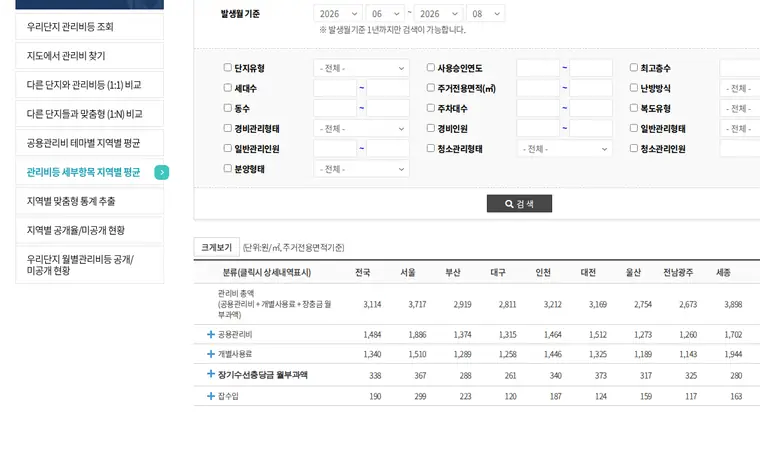 우리단지 관리비등 조회
지도에서 관리비 찾기
다른 단지와 관리비등 (1:1) 비교
다른 단지들과 맞춤형 (1:N) 비교
공용관리비 테마별 지역별 평균
관리비등 세부항목 지역별 평균
지역별 맞춤형 통계 추출
지역별 공개율/미공개 현황
우리단지 월별관리비등 공개/
미공개 현황
발생월 기준 2026 06 ~ 2026 08
※ 발생월기준 1년까지만 검색이 가능합니다.
단지유형 - 전체 - 사용승인연도 ~ 최고층수
세대수 ~ 주거전용면적(㎡) ~ 난방방식 - 전체 -
동수 ~ 주차대수 ~ 복도유형 - 전체 -
경비관리형태 - 전체 - 경비인원 ~ 일반관리형태 - 전체 -
일반관리인원 ~ 청소관리형태 - 전체 - 청소관리인원
분양형태 - 전체 -
검 색
크게보기 (단위:원/㎡, 주거전용면적기준)
분류(클릭시 상세내역표시) 전국 서울 부산 대구 인천 대전 울산 전남광주 세종
관리비 총액
(공용관리비 + 개별사용료 + 장충금 월
부과액) 3,114 3,717 2,919 2,811 3,212 3,169 2,754 2,673 3,898
공용관리비 1,484 1,886 1,374 1,315 1,464 1,512 1,273 1,260 1,702
개별사용료 1,340 1,510 1,289 1,258 1,446 1,325 1,189 1,143 1,944
장기수선충당금 월부과액 338 367 288 261 340 373 317 325 280
잡수입 190 299 223 120 187 124 159 117 163